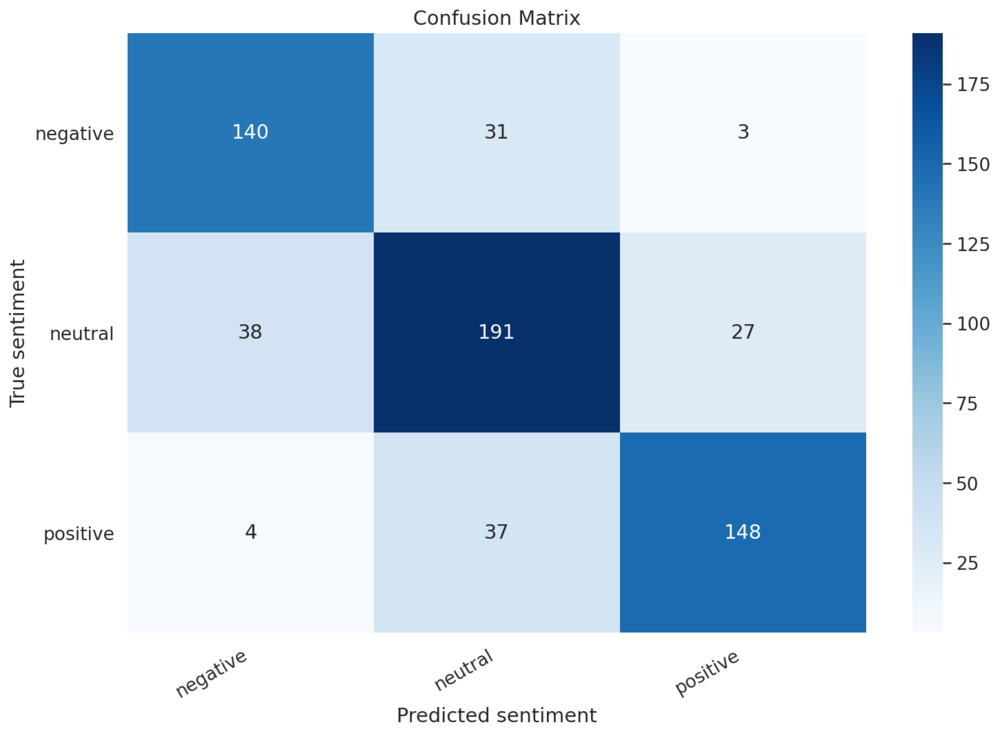 Confusion Matrix
True sentiment
negative
140
31
3
neutral
38
191
27
positive
4
37
148
negative
neutral
positive
Predicted sentiment
175
150
125
100
75
50
25